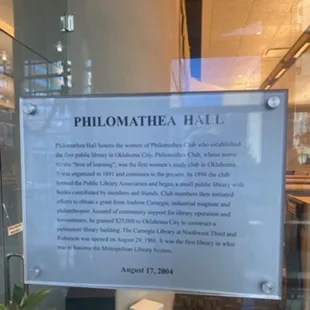 PHILOMATHEA HALL
Philomathea Hall honors the women of Philomathea Club who established
the first public library in Oklahoma City. Philomathea Club, whose name
means "love of learning", was the first women's study club in Oklahoma.
It was organized in 1891 and continues to the present. In 1898 the club
formed the Public Library Association and began a small public library with
books contributed by members and friends. Club members then initiated
efforts to obtain a grant from Andrew Carnegie, industrial magnate and
philanthropist. Assured of community support for library operation and
maintenance, he granted $25,000 to Oklahoma City to construct a
permanent library building. The Carnegie Library at Northwest Third and
Robinson was opened on August 29, 1901. It was the first library in what
was to become the Metropolitan Library System.
August 17, 2004